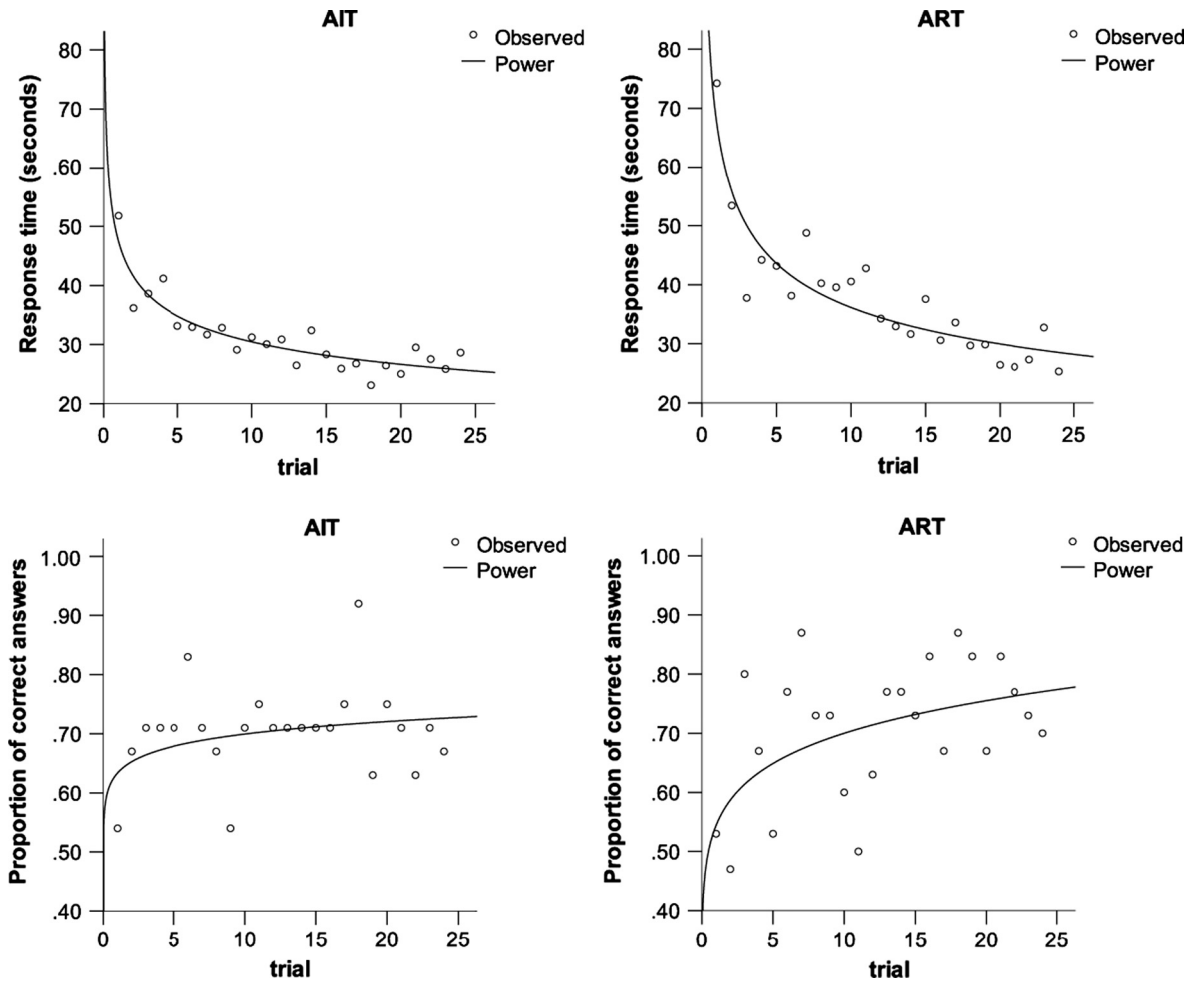 AIT
Observed
Power
80
70
.60
50
40
30
20
0 5 10 15 20 25
Response time (seconds)
trial
ART
Observed
Power
80
70
60
50
40
30
20
0 5 10 15 20 25
Response time (seconds)
trial
AIT
Observed
Power
1.00
.90
.80
.70
.60
.50
.40
0 5 10 15 20 25
Proportion of correct answers
trial
ART
Observed
Power
1.00
.90
.80
.70
.60
.50
.40
0 5 10 15 20 25
Proportion of correct answers
trial